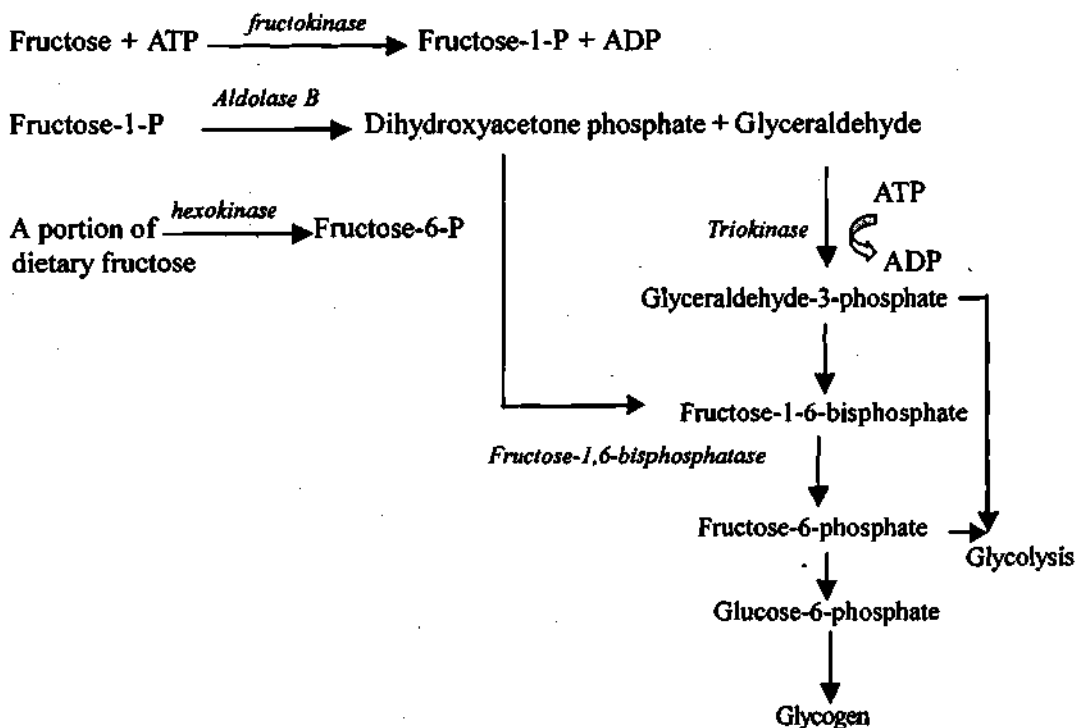 fructokinase
Fructose + ATP Fructose-1-P + ADP
Aldolase B
Fructose-1-P Dihydroxyacetone phosphate + Glyceraldehyde
ATP
hexokinase
A portion of Fructose-6-P
dietary fructose
Triokinase
ADP
Glyceraldehyde-3-phosphate
Fructose-1-6-bisphosphate
Fructose-1,6-bisphosphatase
Fructose-6-phosphate
Glycolysis
Glucose-6-phosphate
Glycogen